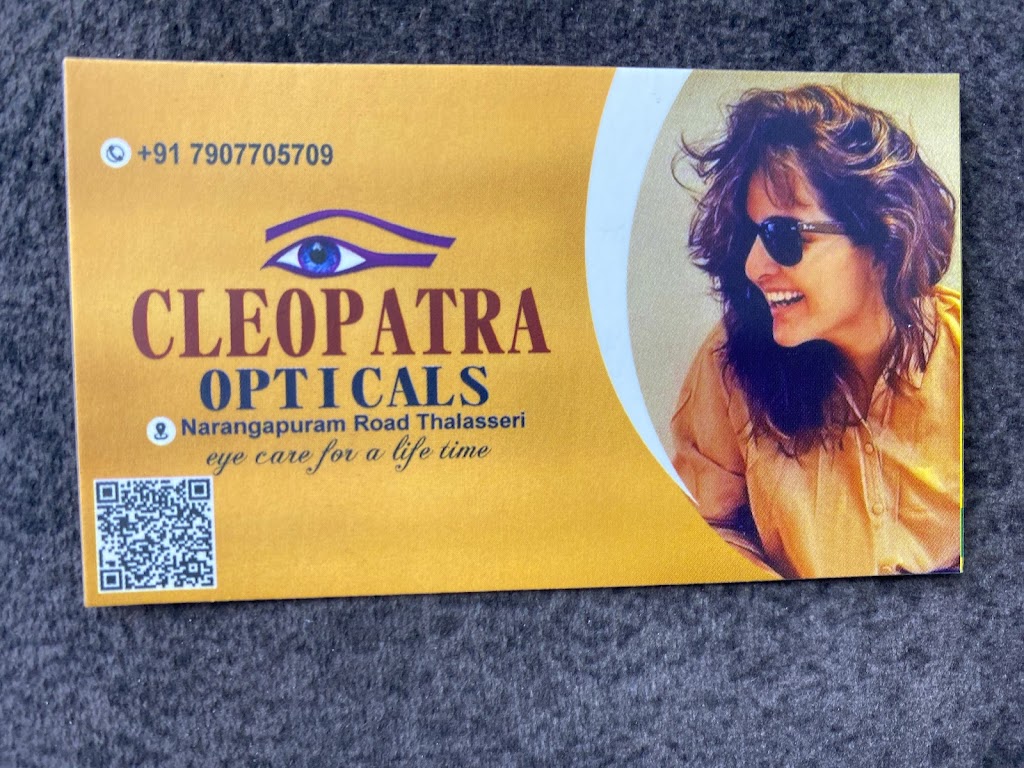 +91 7907705709
CLEOPATRA
OPTICALS
Narangapuram Road Thalasseri
eye care for a life time